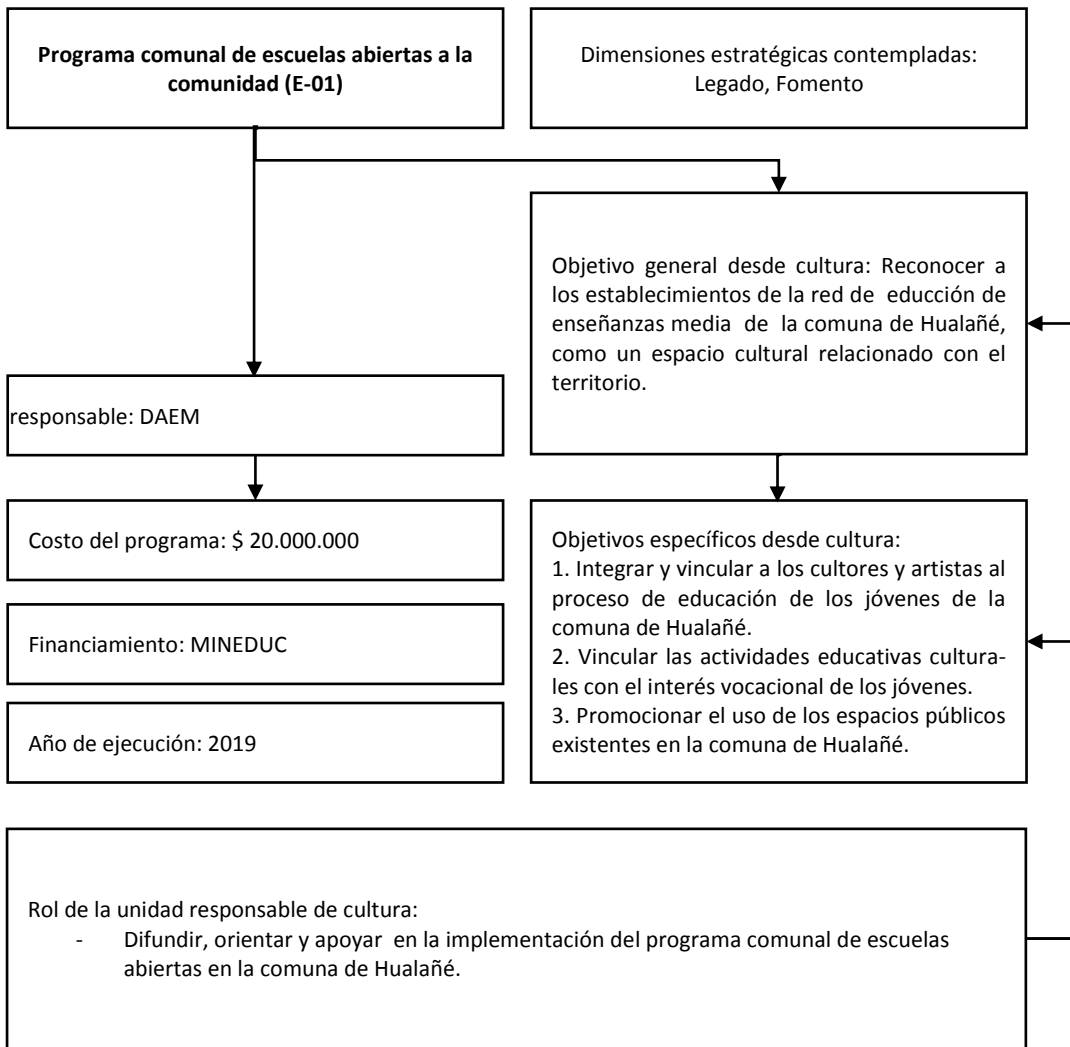 Programa comunal de escuelas abiertas a la
comunidad (E-01)
Dimensiones estratégicas contempladas:
Legado, Fomento
Objetivo general desde cultura: Reconocer a
los establecimientos de la red de educción de
enseñanzas media de la comuna de Hualañé,
como un espacio cultural relacionado con el
territorio.
responsable: DAEM
Costo del programa: $ 20.000.000
Financiamiento: MINEDUC
Año de ejecución: 2019
Objetivos específicos desde cultura:
1. Integrar y vincular a los cultores y artistas al
proceso de educación de los jóvenes de la
comuna de Hualañé.
2. Vincular las actividades educativas cultura-
les con el interés vocacional de los jóvenes.
3. Promocionar el uso de los espacios públicos
existentes en la comuna de Hualañé.
Rol de la unidad responsable de cultura:
- Difundir, orientar y apoyar en la implementación del programa comunal de escuelas
abiertas en la comuna de Hualañé.